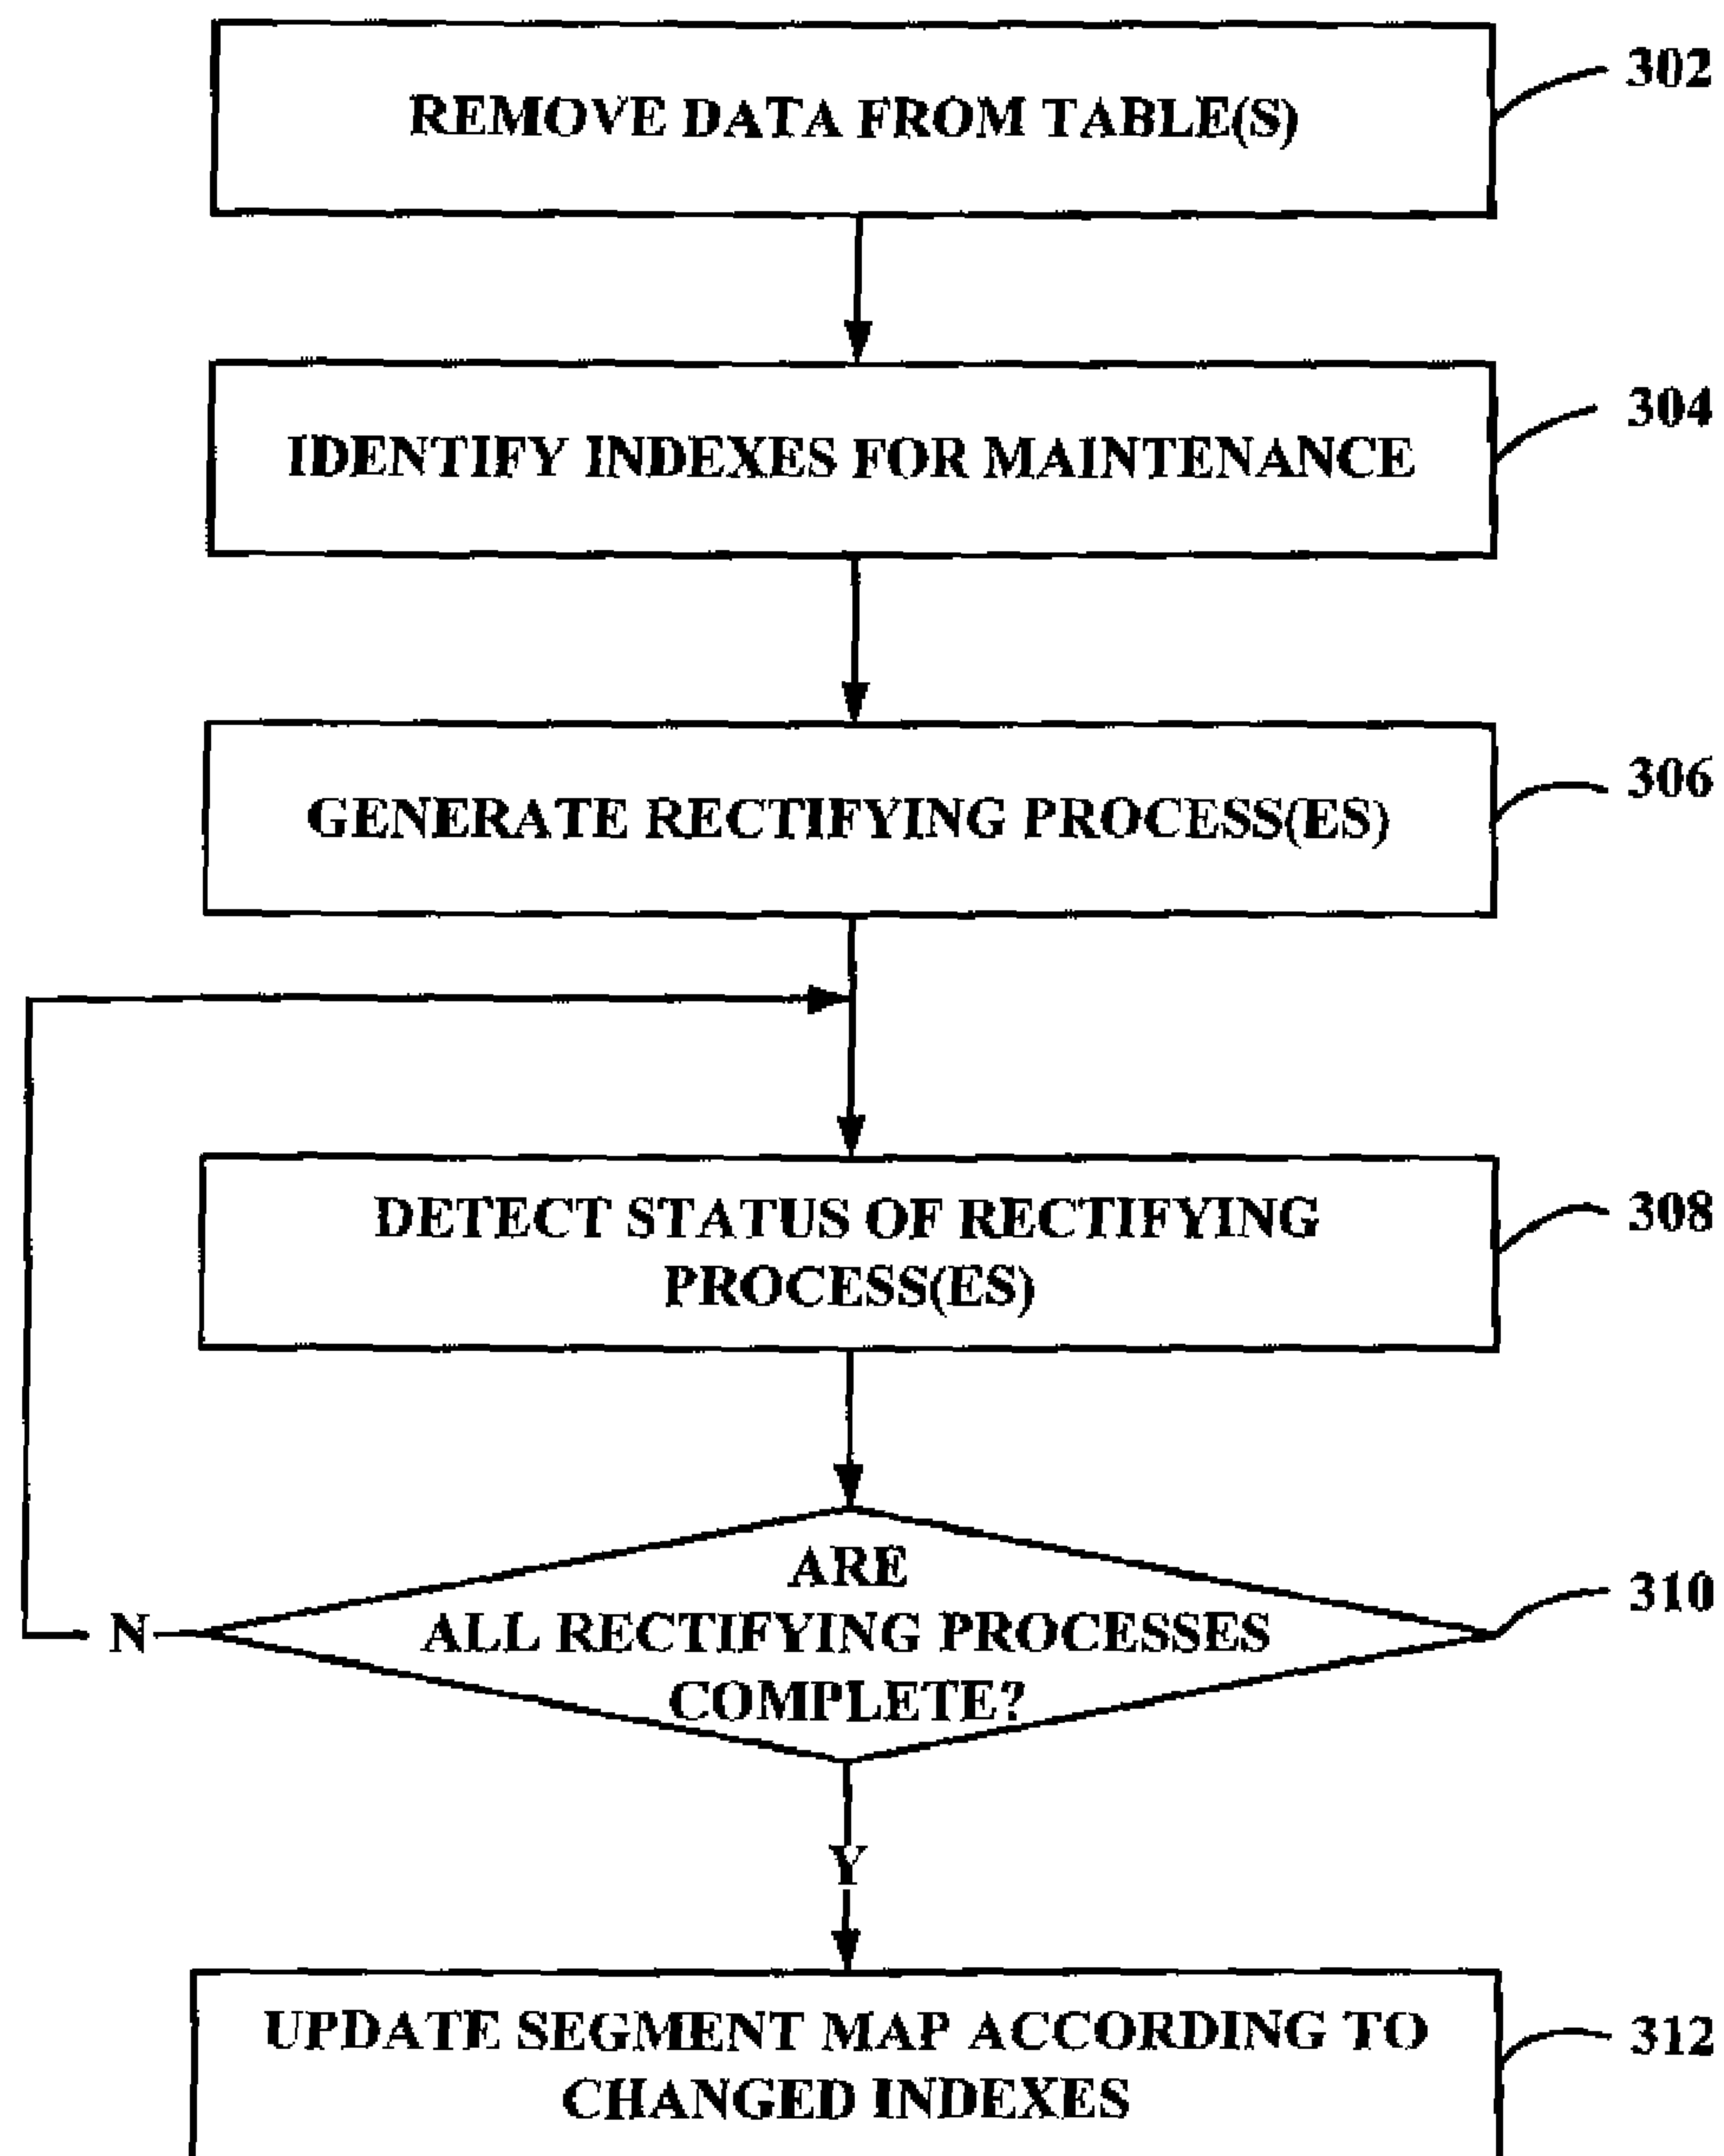 REMOVE DATA FROM TABLE(S)
302
IDENTIFY INDEXES FOR MAINTENANCE
304
GENERATE RECTIFYING PROCESS(ES)
306
DETECT STATUS OF RECTIFYING
PROCESS(ES)
308
ARE
ALL RECTIFYING PROCESSES
COMPLETE?
310
N
Y
UPDATE SEGMENT MAP ACCORDING TO
CHANGED INDEXES
312